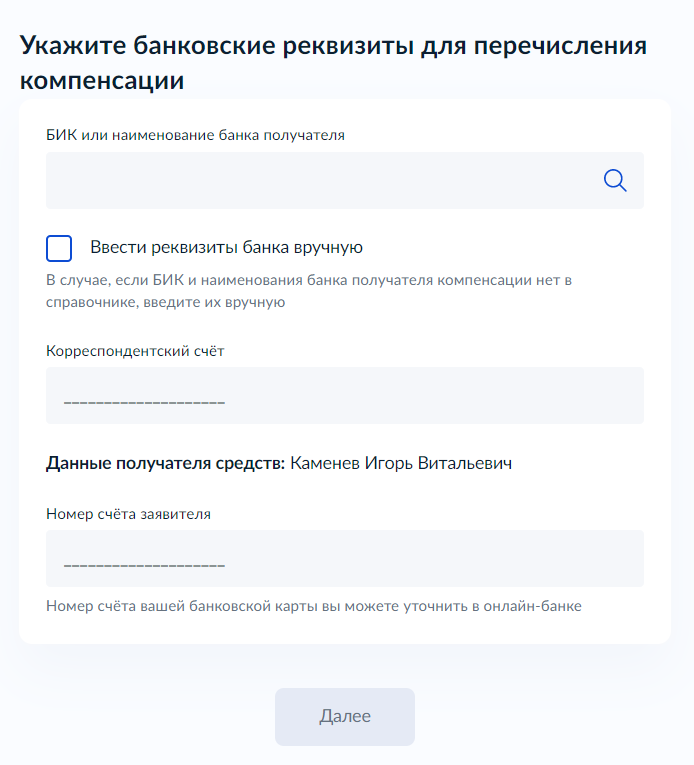 Укажите банковские реквизиты для перечисления
компенсации
БИК или наименование банка получателя
Ввести реквизиты банка вручную
В случае, если БИК и наименования банка получателя компенсации нет в
справочнике, введите их вручную
Корреспондентский счёт
____________________
Данные получателя средств: Каменев Игорь Витальевич
Номер счёта заявителя
____________________
Номер счёта вашей банковской карты вы можете уточнить в онлайн-банке
Далее